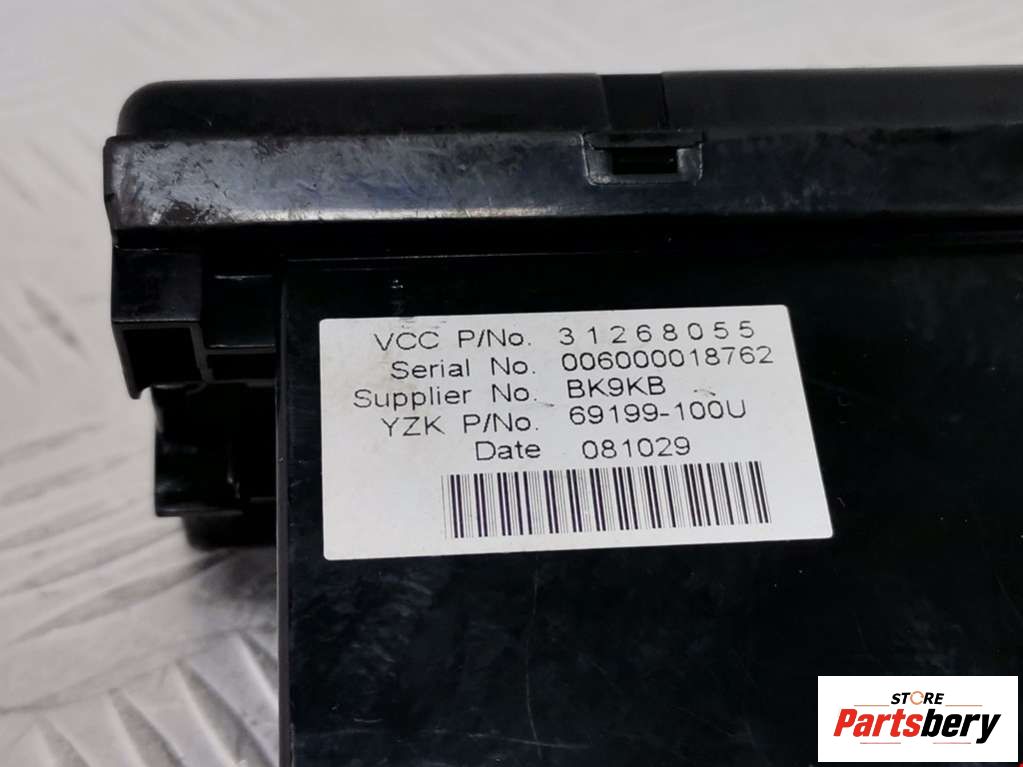 VCC P/No. 31268055
Serial No. 006000018762
Supplier No. BK9KB
YZK P/No. 69199-100U
Date 081029
STORE
Partsbery